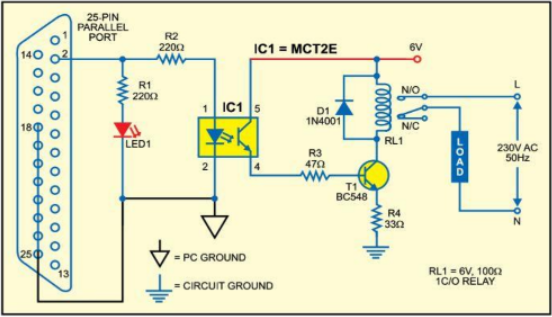 25-PIN
PARALLEL
PORT
1
14
2
18
25
13
R2
220Ω
R1
220Ω
LED1
IC1 = MCT2E
IC1
1
5
2
4
6V
D1
1N4001
RL1
N/O
N/C
L
LOAD
230V AC
50Hz
N
R3
47Ω
T1
BC548
R4
33Ω
= PC GROUND
= CIRCUIT GROUND
RL1 = 6V, 100Ω
1C/O RELAY